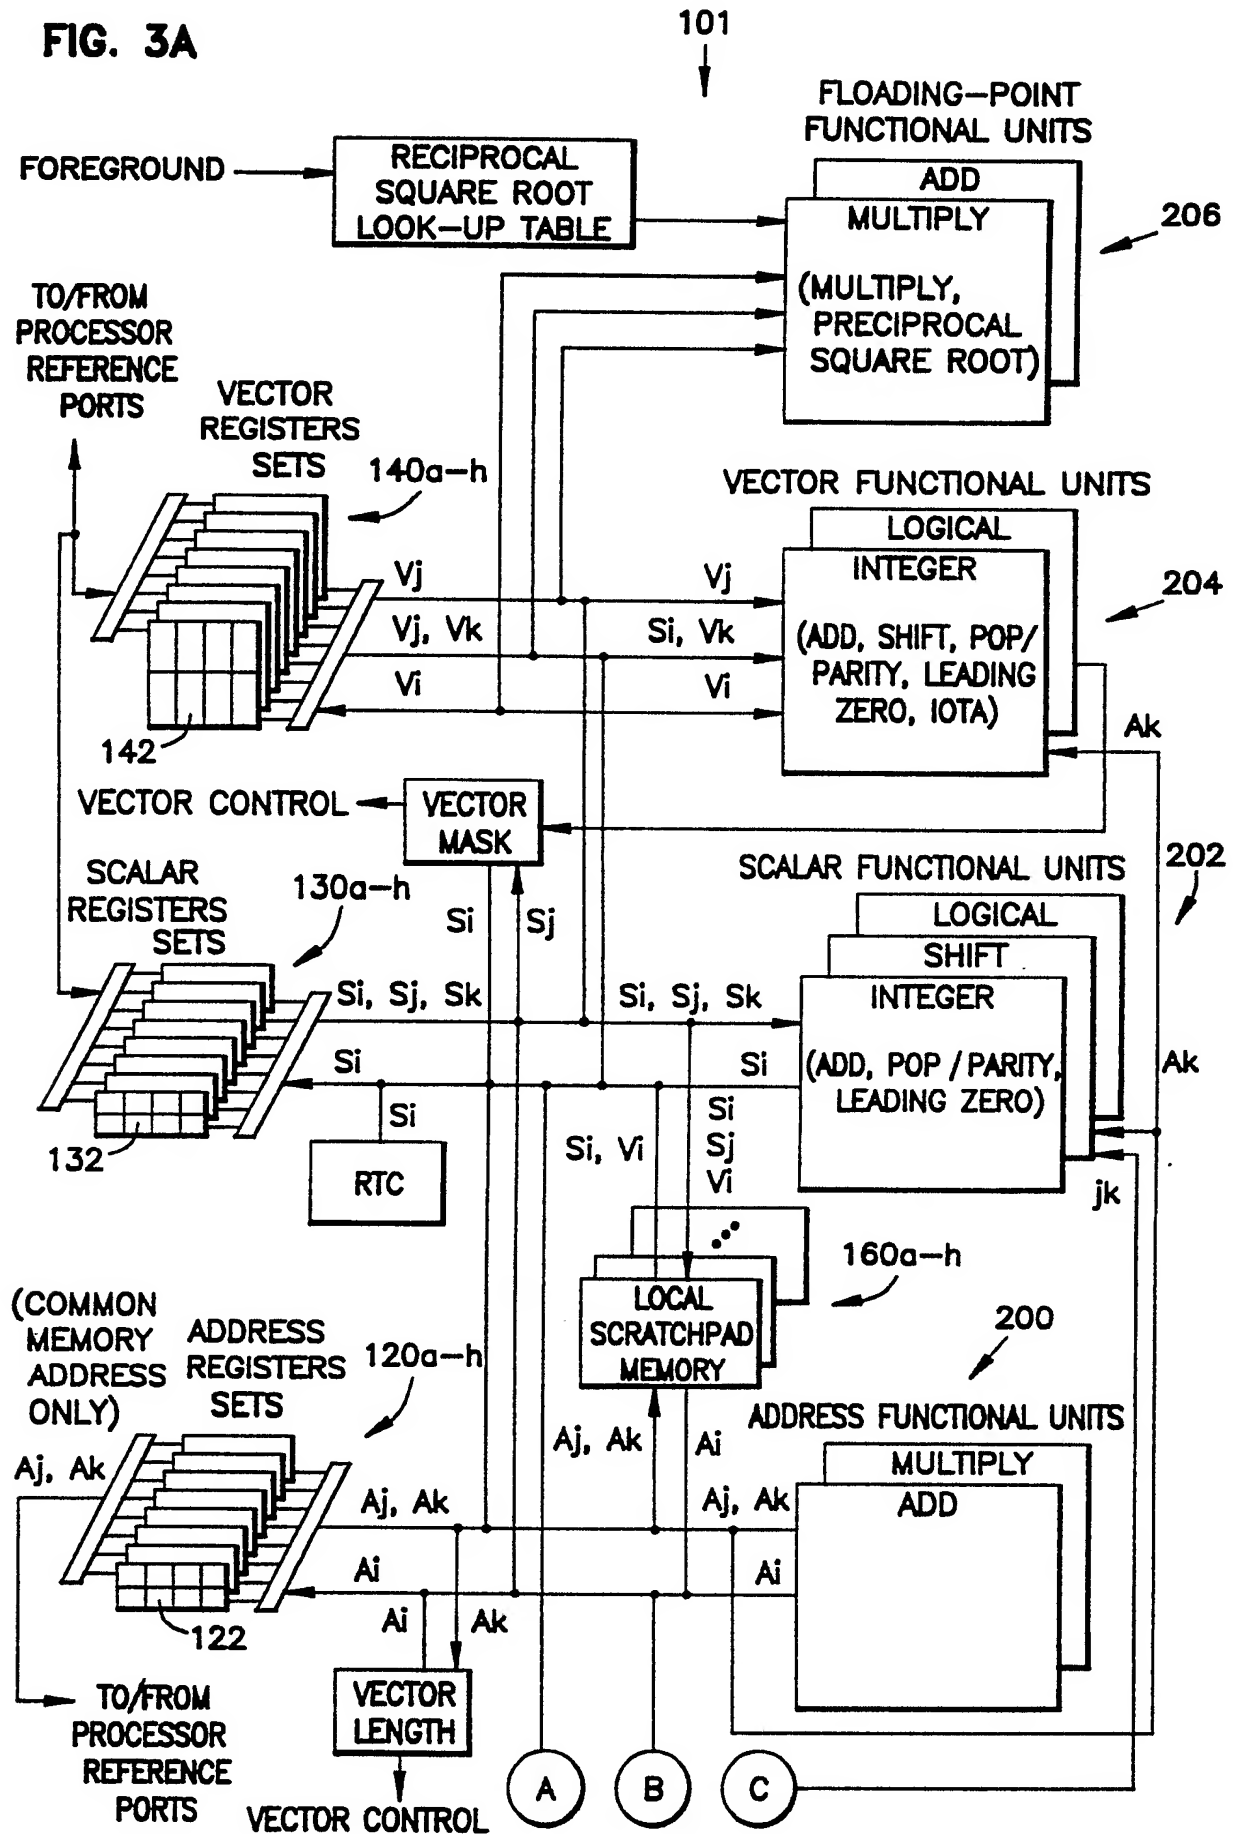 FIG. 3A
101
FLOADING-POINT
FUNCTIONAL UNITS
FOREGROUND
RECIPROCAL
SQUARE ROOT
LOOK-UP TABLE
ADD
MULTIPLY
(MULTIPLY,
PRECIPROCAL
SQUARE ROOT)
206
TO/FROM
PROCESSOR
REFERENCE
PORTS
VECTOR
REGISTERS
SETS
140a-h
142
Vj
Vj, Vk
Vi
Vj
Si, Vk
Vi
VECTOR FUNCTIONAL UNITS
LOGICAL
INTEGER
(ADD, SHIFT, POP/
PARITY, LEADING
ZERO, IOTA)
204
Ak
VECTOR CONTROL
VECTOR
MASK
Si
Sj
SCALAR
REGISTERS
SETS
130a-h
132
Si, Sj, Sk
Si
Si
RTC
Si, Sj, Sk
Si
SCALAR FUNCTIONAL UNITS
202
LOGICAL
SHIFT
INTEGER
(ADD, POP / PARITY,
LEADING ZERO)
Ak
jk
Si, Vi
Si
Sj
Vi
LOCAL
SCRATCHPAD
MEMORY
160a-h
(COMMON
MEMORY
ADDRESS
ONLY)
ADDRESS
REGISTERS
SETS
120a-h
122
Aj, Ak
Aj, Ak
Ai
Ai
Ak
Aj, Ak
Ai
Aj, Ak
Ai
200
ADDRESS FUNCTIONAL UNITS
MULTIPLY
ADD
TO/FROM
PROCESSOR
REFERENCE
PORTS
VECTOR
LENGTH
VECTOR CONTROL
A
B
C